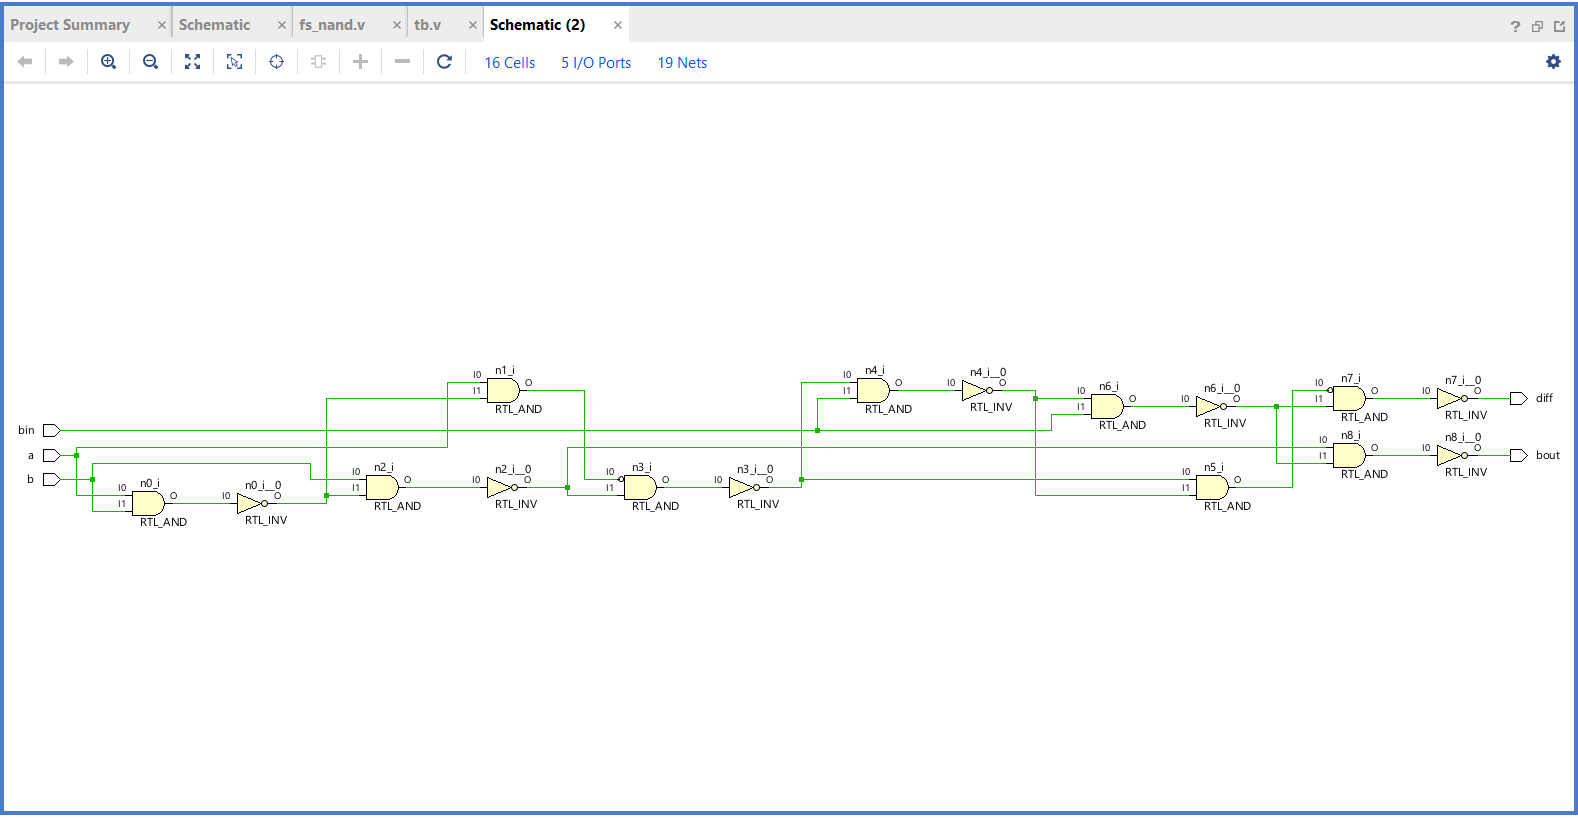 Project Summary × Schematic × fs_nand.v × tb.v × Schematic (2) × ?
16 Cells 5 I/O Ports 19 Nets
n1_i
I0 O
I1
RTL_AND
n4_i
I0 O
I1
RTL_AND
n4_i__0
I0 O
RTL_INV
n6_i
I0 O
I1
RTL_AND
n6_i__0
I0 O
RTL_INV
n7_i
I0 O
I1
RTL_AND
n7_i__0
I0 O
RTL_INV
diff
bin
a
b
n0_i
I0 O
I1
RTL_AND
n0_i__0
I0 O
RTL_INV
n2_i
I0 O
I1
RTL_AND
n2_i__0
I0 O
RTL_INV
n3_i
I0 O
I1
RTL_AND
n3_i__0
I0 O
RTL_INV
n5_i
I0 O
I1
RTL_AND
n8_i
I0 O
I1
RTL_AND
n8_i__0
I0 O
RTL_INV
bout